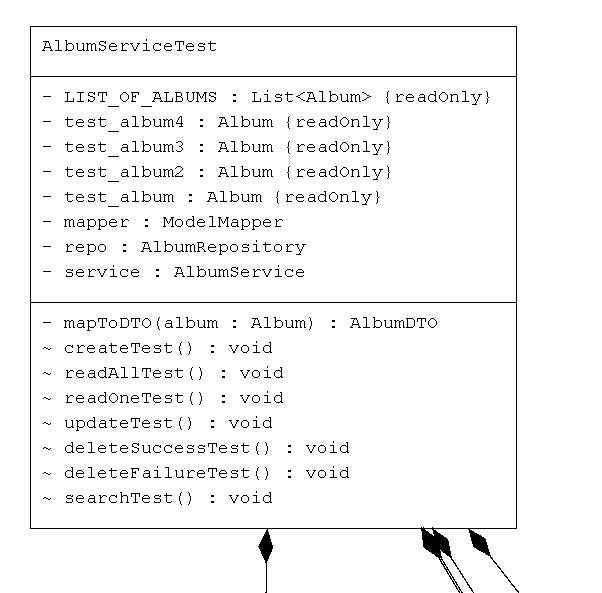 AlbumServiceTest
- LIST_OF_ALBUMS : List<Album> {readOnly}
- test_album4 : Album {readOnly}
- test_album3 : Album {readOnly}
- test_album2 : Album {readOnly}
- test_album : Album {readOnly}
- mapper : ModelMapper
- repo : AlbumRepository
- service : AlbumService
- mapToDTO(album : Album) : AlbumDTO
~ createTest() : void
~ readAllTest() : void
~ readOneTest() : void
~ updateTest() : void
~ deleteSuccessTest() : void
~ deleteFailureTest() : void
~ searchTest() : void